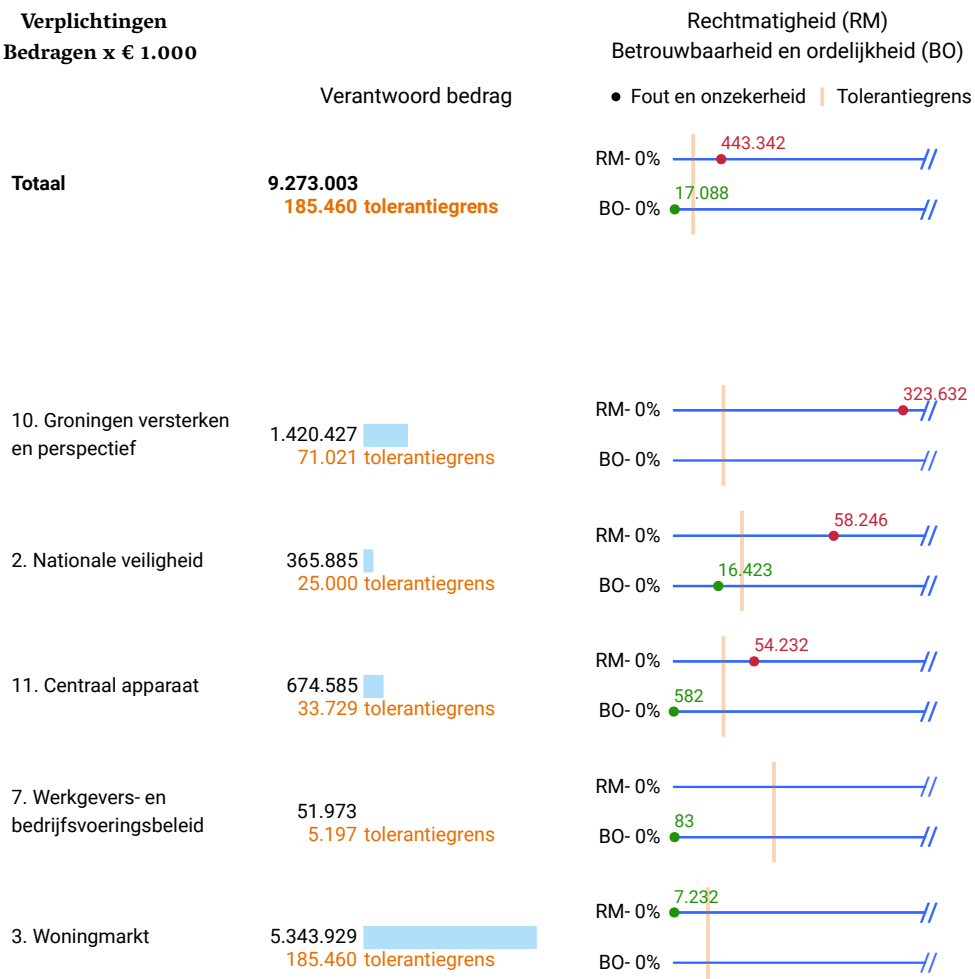 Verplichtingen
Bedragen x € 1.000
Rechtmatigheid (RM)
Betrouwbaarheid en ordelijkheid (BO)
Verantwoord bedrag
Fout en onzekerheid
Tolerantiegrens
Totaal
9.273.003
185.460 tolerantiegrens
RM- 0%
443.342
BO- 0%
17.088
10. Groningen versterken
en perspectief
1.420.427
71.021 tolerantiegrens
RM- 0%
323.632
BO- 0%
2. Nationale veiligheid
365.885
25.000 tolerantiegrens
RM- 0%
58.246
BO- 0%
16.423
11. Centraal apparaat
674.585
33.729 tolerantiegrens
RM- 0%
54.232
BO- 0%
582
7. Werkgevers- en
bedrijfsvoeringsbeleid
51.973
5.197 tolerantiegrens
RM- 0%
BO- 0%
83
3. Woningmarkt
5.343.929
185.460 tolerantiegrens
RM- 0%
7.232
BO- 0%